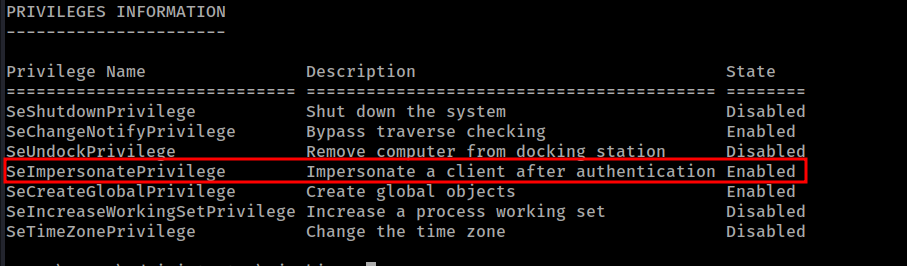 PRIVILEGES INFORMATION
----------------------
Privilege Name Description State
============================= ========================================= ========
SeShutdownPrivilege Shut down the system Disabled
SeChangeNotifyPrivilege Bypass traverse checking Enabled
SeUndockPrivilege Remove computer from docking station Disabled
SeImpersonatePrivilege Impersonate a client after authentication Enabled
SeCreateGlobalPrivilege Create global objects Enabled
SeIncreaseWorkingSetPrivilege Increase a process working set Disabled
SeTimeZonePrivilege Change the time zone Disabled